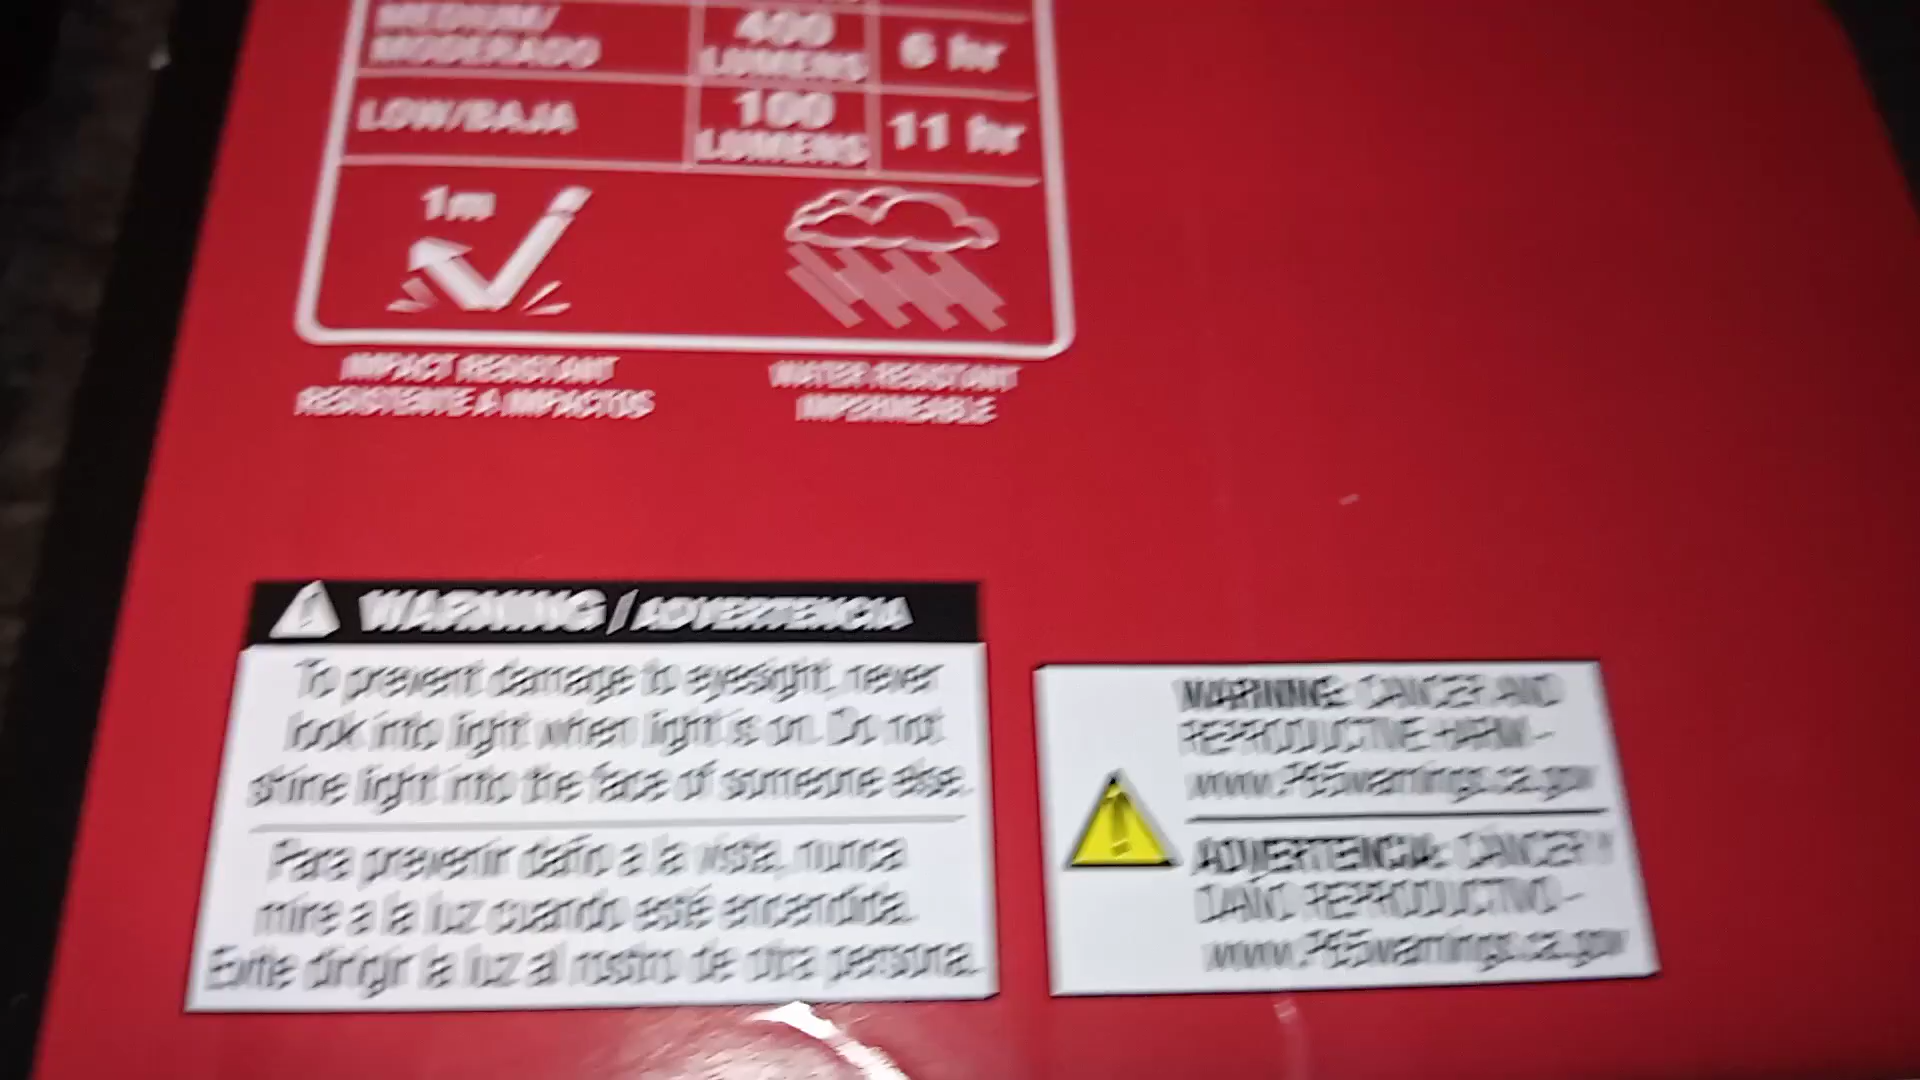 MEDIUM/
MODERADO
400
LUMENS
6 hr
LOW/BAJA
100
LUMENS
11 hr
1m
IMPACT RESISTANT
RESISTENTE A IMPACTOS
WATER RESISTANT
IMPERMEABLE
WARNING / ADVERTENCIA
To prevent damage to eyesight, never
look into light when light is on. Do not
shine light into the face of someone else.
Para prevenir daño a la vista, nunca
mire a la luz cuando esté encendida.
Evite dirigir la luz al rostro de otra persona.
WARNING: CANCER AND
REPRODUCTIVE HARM -
www.P65warnings.ca.gov
ADVERTENCIA: CÁNCER Y
DAÑO REPRODUCTIVO -
www.P65warnings.ca.gov